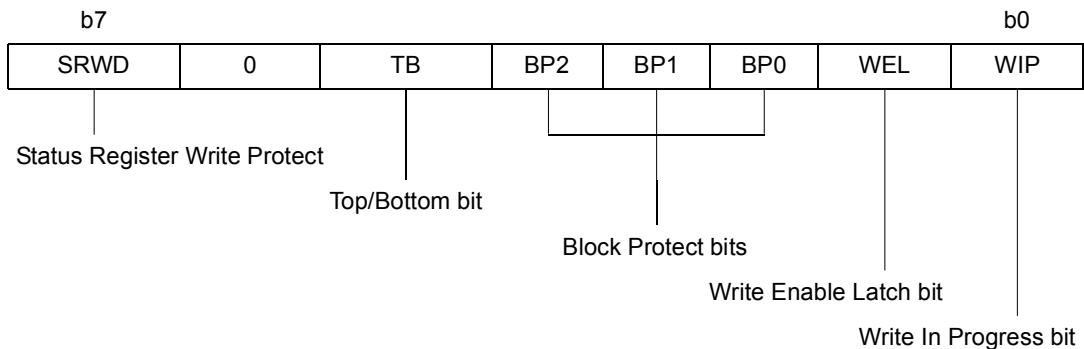 b7 b0
SRWD 0 TB BP2 BP1 BP0 WEL WIP
Status Register Write Protect
Top/Bottom bit
Block Protect bits
Write Enable Latch bit
Write In Progress bit